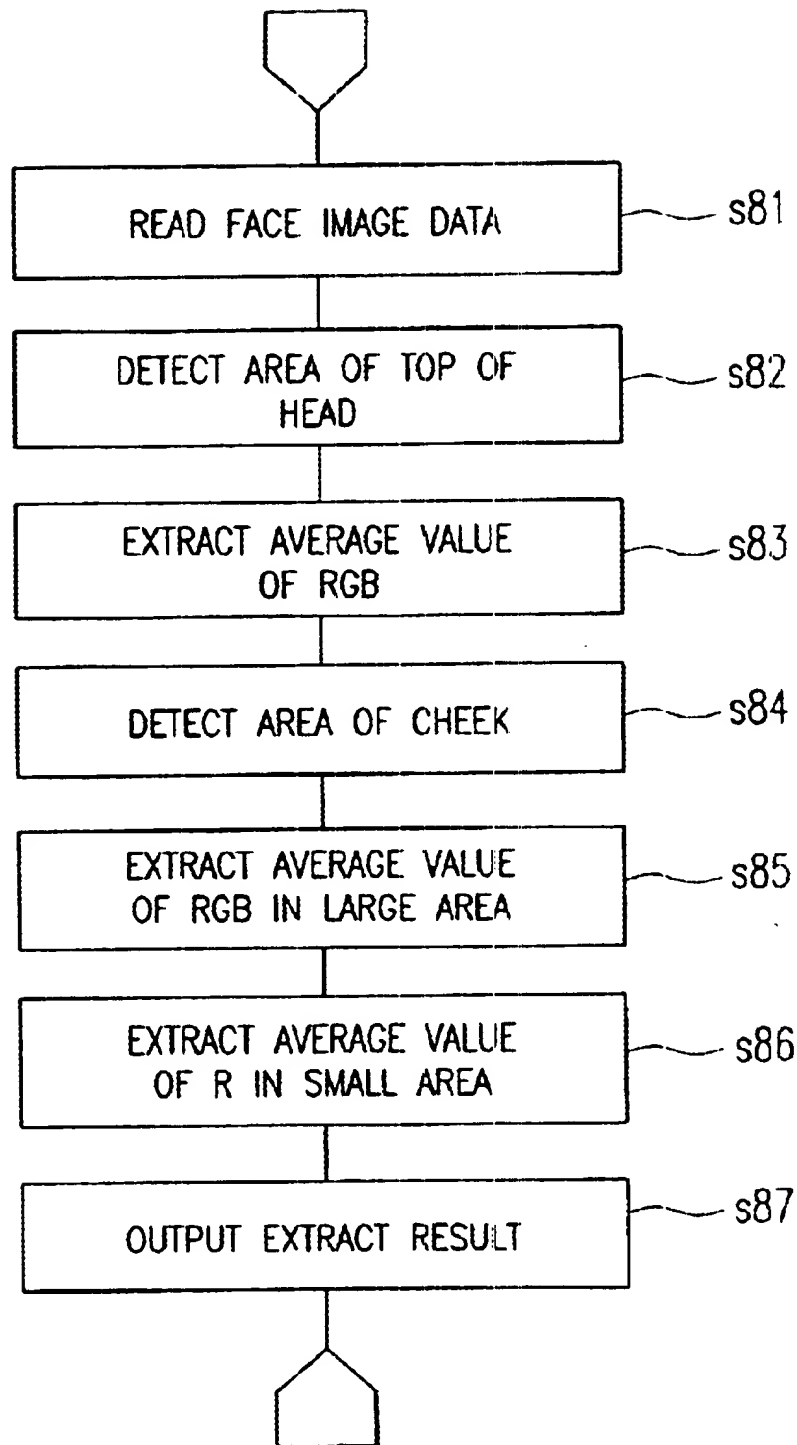 READ FACE IMAGE DATA
s81
DETECT AREA OF TOP OF
HEAD
s82
EXTRACT AVERAGE VALUE
OF RGB
s83
DETECT AREA OF CHEEK
s84
EXTRACT AVERAGE VALUE
OF RGB IN LARGE AREA
s85
EXTRACT AVERAGE VALUE
OF R IN SMALL AREA
s86
OUTPUT EXTRACT RESULT
s87